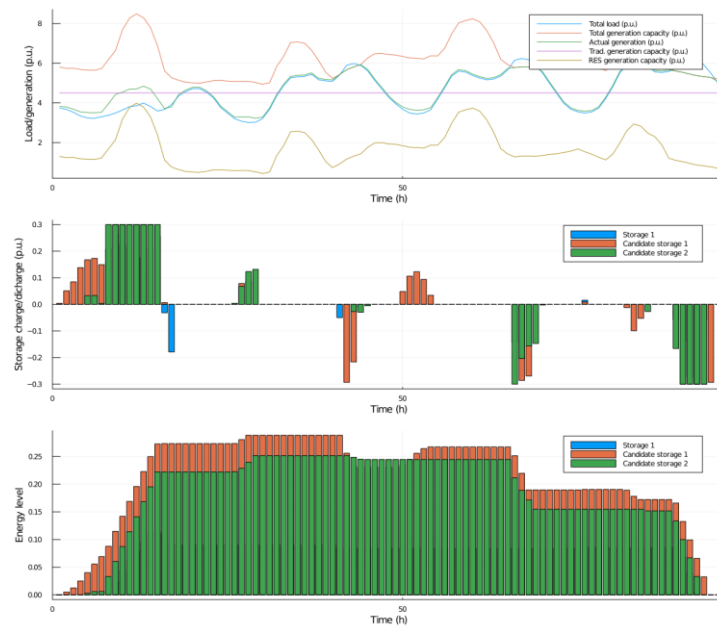 Load/generation (p.u.)
8
6
4
2
Total load (p.u.)
Total generation capacity (p.u.)
Actual generation (p.u.)
Trad. generation capacity (p.u.)
RES generation capacity (p.u.)
0
50
Time (h)
Storage charge/dicharge (p.u.)
0.3
0.2
0.1
0.0
-0.1
-0.2
-0.3
Storage 1
Candidate storage 1
Candidate storage 2
0
50
Time (h)
Energy level
0.25
0.20
0.15
0.10
0.05
0.00
Storage 1
Candidate storage 1
Candidate storage 2
0
50
Time (h)